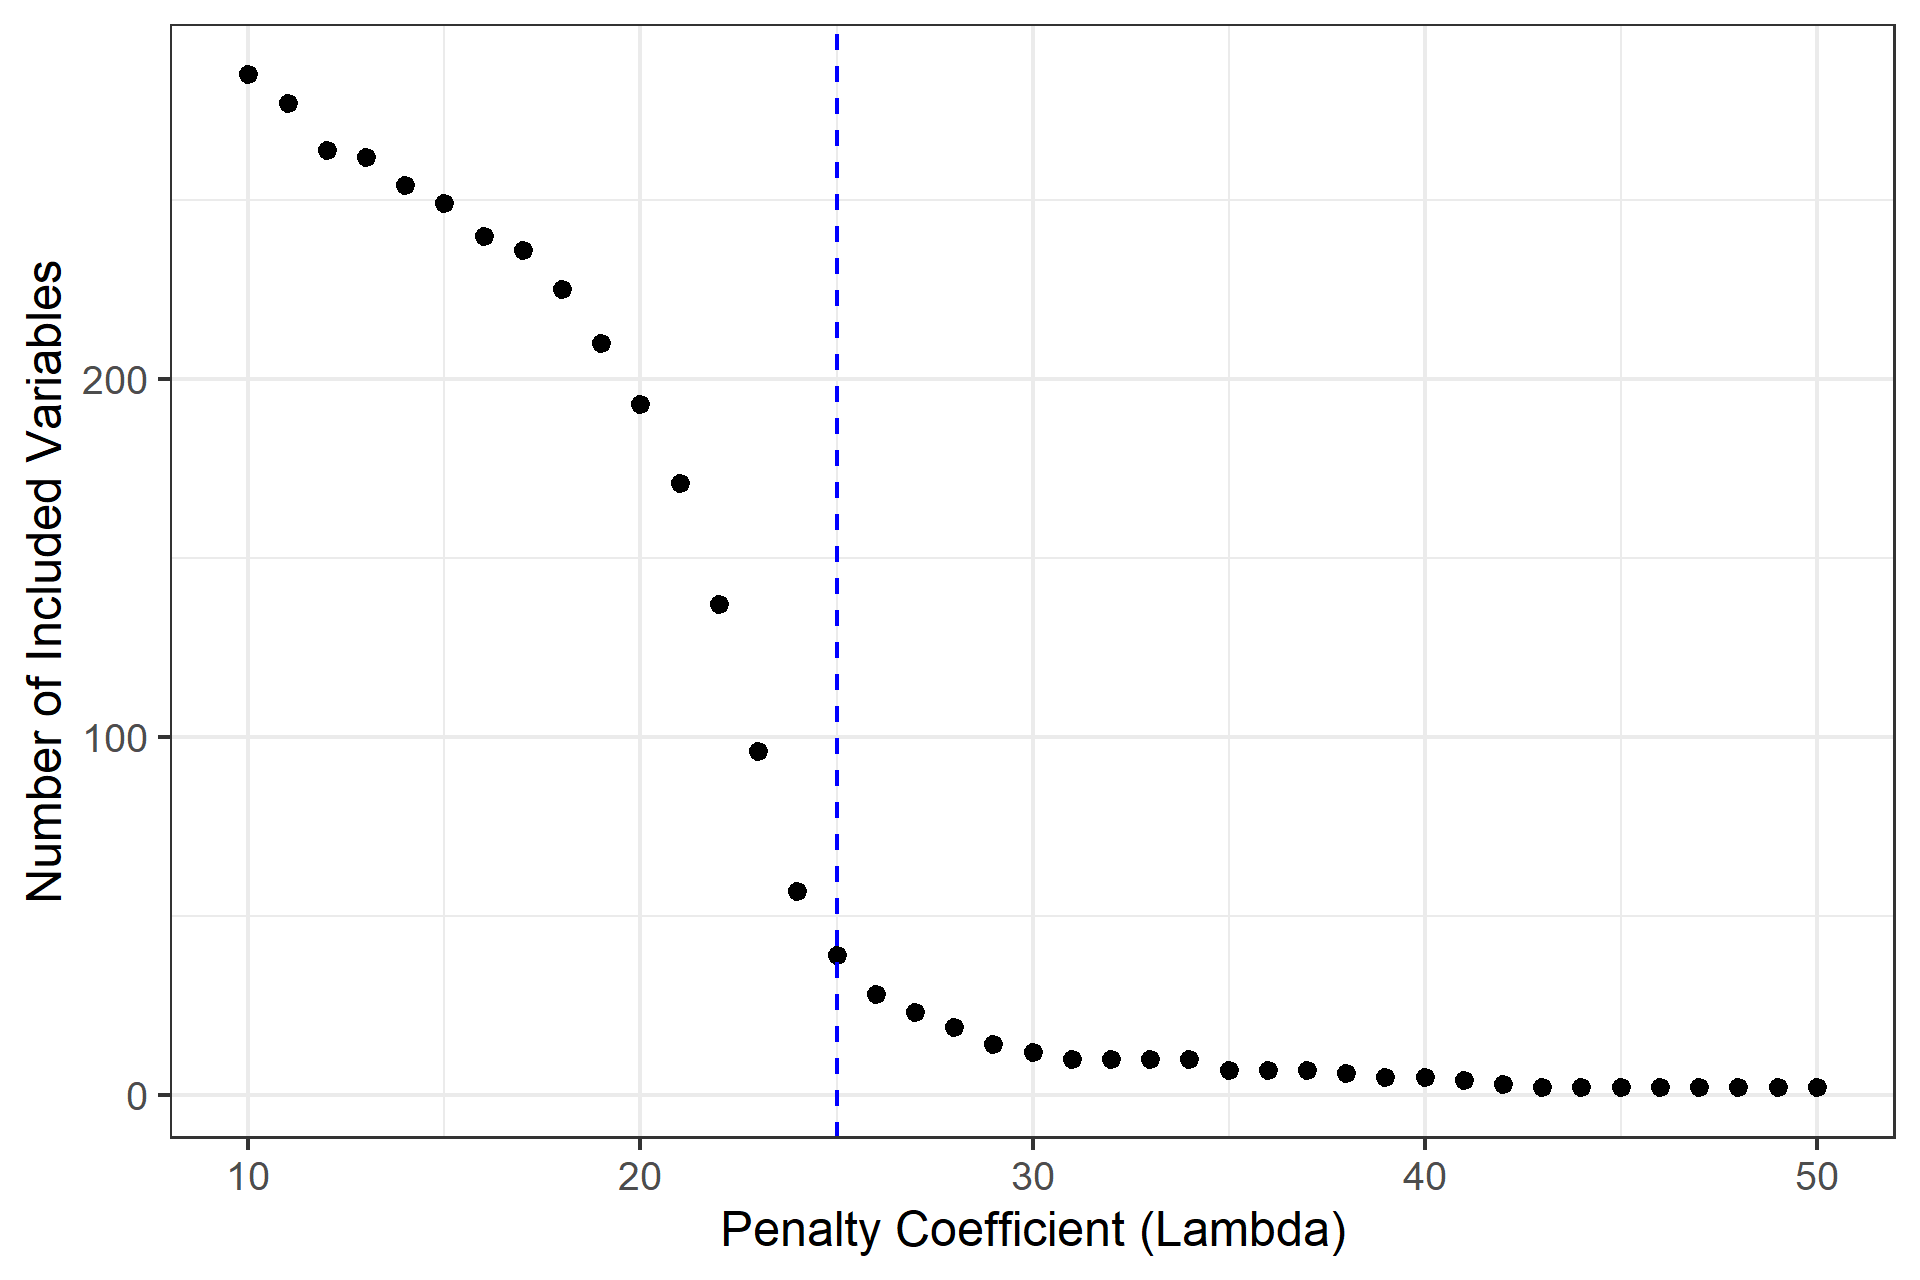 Number of Included Variables
200
100
0
10 20 30 40 50
Penalty Coefficient (Lambda)